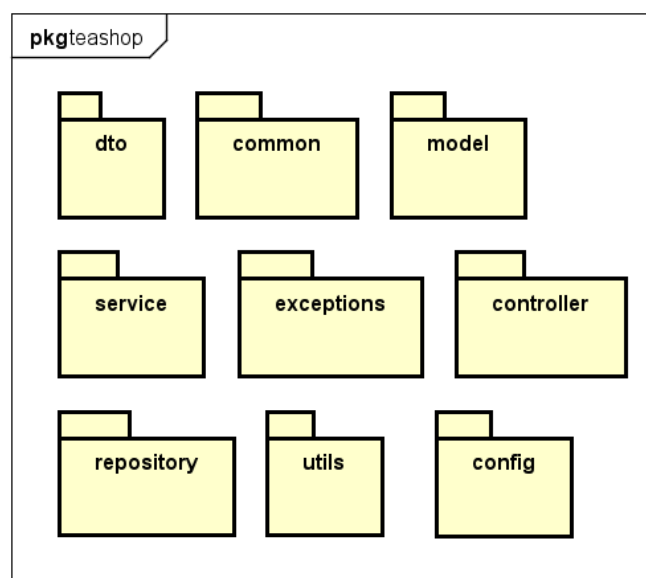 pkgteashop
dto
common
model
service
exceptions
controller
repository
utils
config